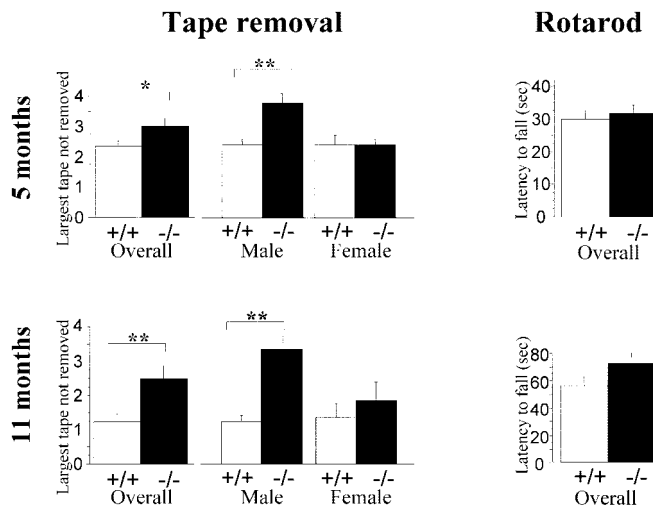 Tape removal
Rotarod
5 months
Largest tape not removed
4
3
2
1
0
*
+/+ -/-
Overall
**
+/+ -/-
Male
+/+ -/-
Female
Latency to fall (sec)
40
30
20
10
0
+/+ -/-
Overall
11 months
Largest tape not removed
4
3
2
1
0
**
+/+ -/-
Overall
**
+/+ -/-
Male
+/+ -/-
Female
Latency to fall (sec)
80
60
40
20
0
+/+ -/-
Overall